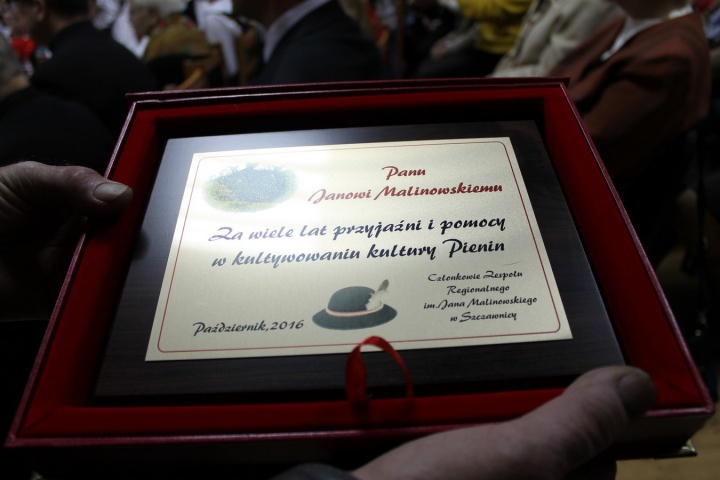 Panu
Janowi Malinowskiemu
Za wiele lat przyjaźni i pomocy
w kultywowaniu kultury Pienin
Członkowie Zespołu
Regionalnego
im. Jana Malinowskiego
w Szczawnicy
Październik, 2016